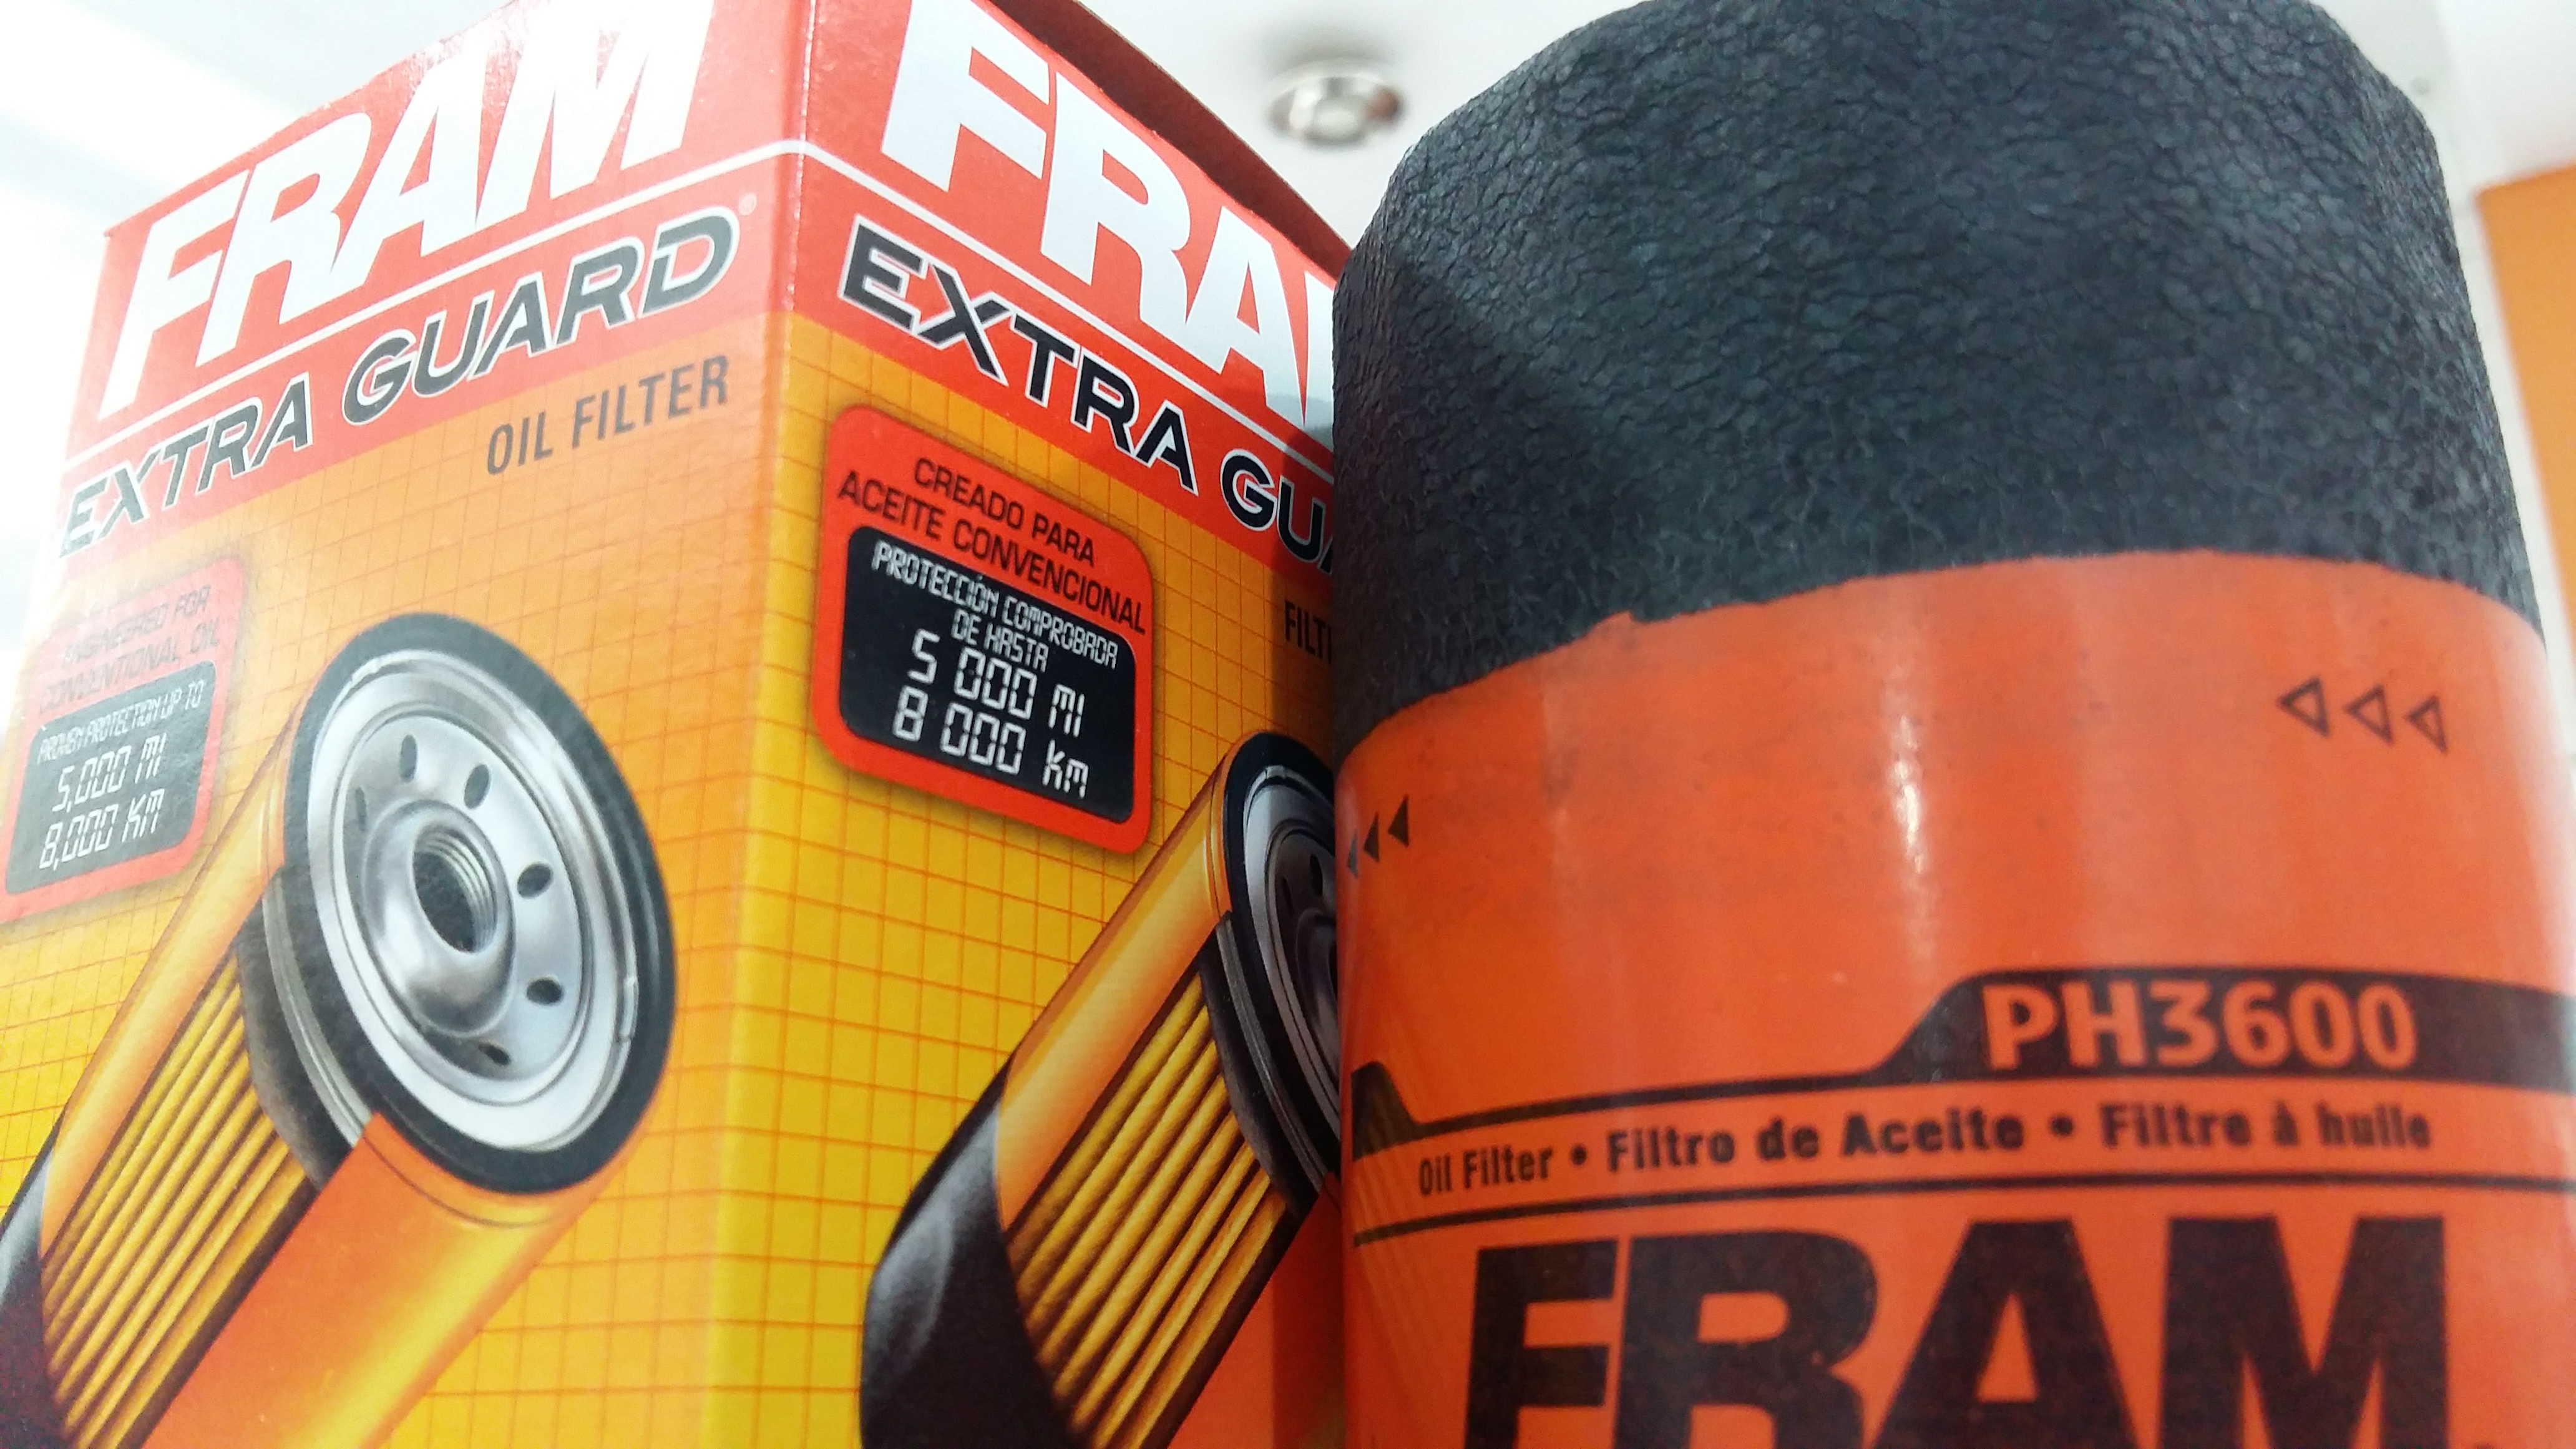 FRAM
EXTRA GUARD®
OIL FILTER
ENGINEERED FOR
CONVENTIONAL OIL
PROVEN PROTECTION UP TO
5,000 MI
8,000 KM
FRAM
EXTRA GUA
FILT
CREADO PARA
ACEITE CONVENCIONAL
PROTECCIÓN COMPROBADA
DE HASTA
5 000 MI
8 000 KM
PH3600
Oil Filter • Filtro de Aceite • Filtre à huile
FRAM